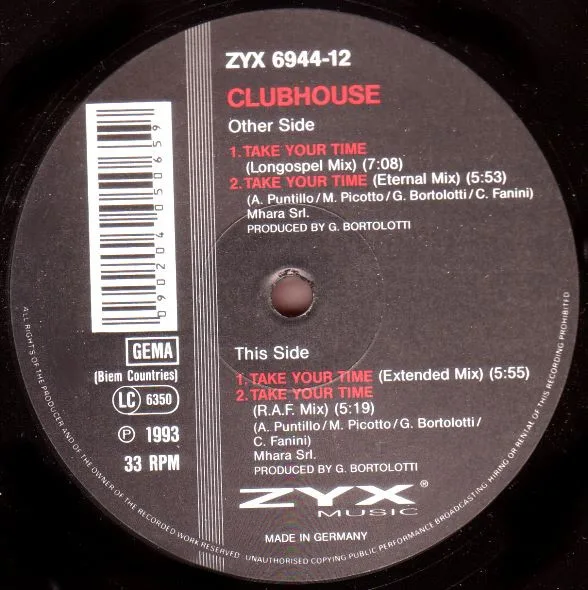 ZYX 6944-12
CLUBHOUSE
Other Side
1. TAKE YOUR TIME
(Longospel Mix) (7:08)
2. TAKE YOUR TIME (Eternal Mix) (5:53)
(A. Puntillo/M. Picotto/G. Bortolotti/C. Fanini)
Mhara Srl.
PRODUCED BY G. BORTOLOTTI
090204 050659
GEMA
(Biem Countries)
LC 6350
℗ 1993
33 RPM
This Side
1. TAKE YOUR TIME (Extended Mix) (5:55)
2. TAKE YOUR TIME
(R.A.F. Mix) (5:19)
(A. Puntillo/M. Picotto/G. Bortolotti/
C. Fanini)
Mhara Srl.
PRODUCED BY G. BORTOLOTTI
ZYX®
MUSIC
MADE IN GERMANY
ALL RIGHTS OF THE PRODUCER AND OF THE OWNER OF THE RECORDED WORK RESERVED. UNAUTHORISED COPYING PUBLIC PERFORMANCE BROADCASTING HIRING OR RENTAL OF THIS RECORD PROHIBITED